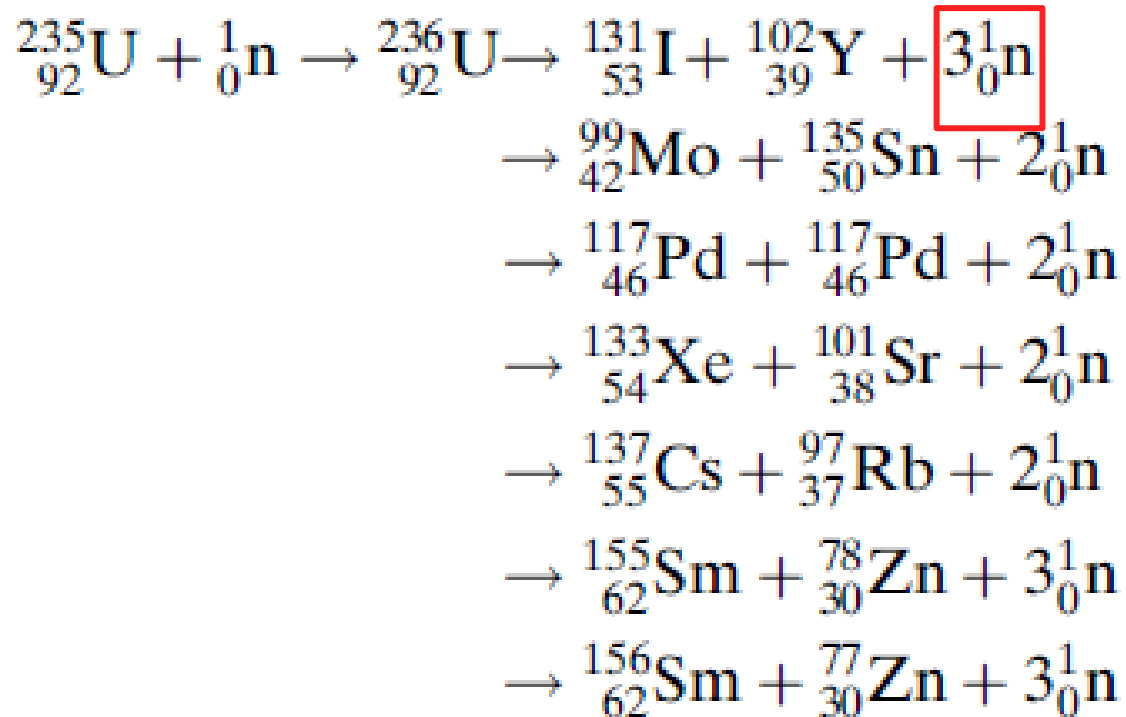 ²³⁵₉₂U + ¹₀n → ²³⁶₉₂U → ¹³¹₅₃I + ¹⁰²₃₉Y + 3¹₀n
→ ⁹⁹₄₂Mo + ¹³⁵₅₀Sn + 2¹₀n
→ ¹¹⁷₄₆Pd + ¹¹⁷₄₆Pd + 2¹₀n
→ ¹³³₅₄Xe + ¹⁰¹₃₈Sr + 2¹₀n
→ ¹³⁷₅₅Cs + ⁹⁷₃₇Rb + 2¹₀n
→ ¹⁵⁵₆₂Sm + ⁷⁸₃₀Zn + 3¹₀n
→ ¹⁵⁶₆₂Sm + ⁷⁷₃₀Zn + 3¹₀n